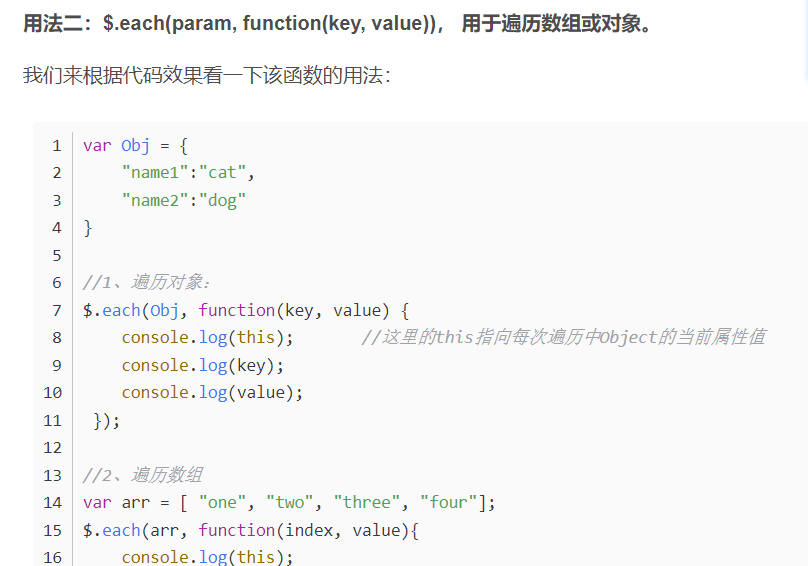 用法二：$.each(param, function(key, value))， 用于遍历数组或对象。
我们来根据代码效果看一下该函数的用法：
1 var Obj = {
2     "name1":"cat",
3     "name2":"dog"
4 }
5
6 //1、遍历对象：
7 $.each(Obj, function(key, value) {
8     console.log(this);       //这里的this指向每次遍历中Object的当前属性值
9     console.log(key);
10     console.log(value);
11  });
12
13 //2、遍历数组
14 var arr = [ "one", "two", "three", "four"];
15 $.each(arr, function(index, value){
16     console.log(this);